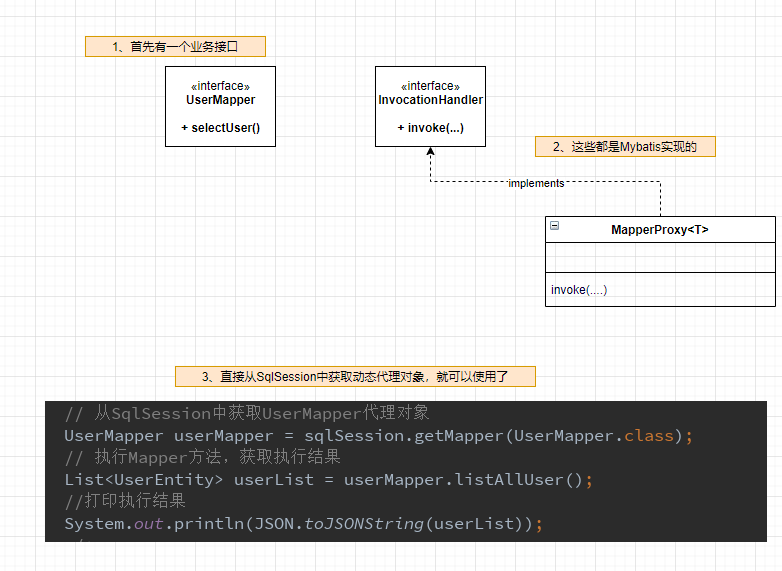 1、首先有一个业务接口
«interface»
UserMapper
+ selectUser()
«interface»
InvocationHandler
+ invoke(...)
2、这些都是Mybatis实现的
implements
MapperProxy<T>
invoke(....)
3、直接从SqlSession中获取动态代理对象，就可以使用了
// 从SqlSession中获取UserMapper代理对象
UserMapper userMapper = sqlSession.getMapper(UserMapper.class);
// 执行Mapper方法，获取执行结果
List<UserEntity> userList = userMapper.listAllUser();
//打印执行结果
System.out.println(JSON.toJSONString(userList));